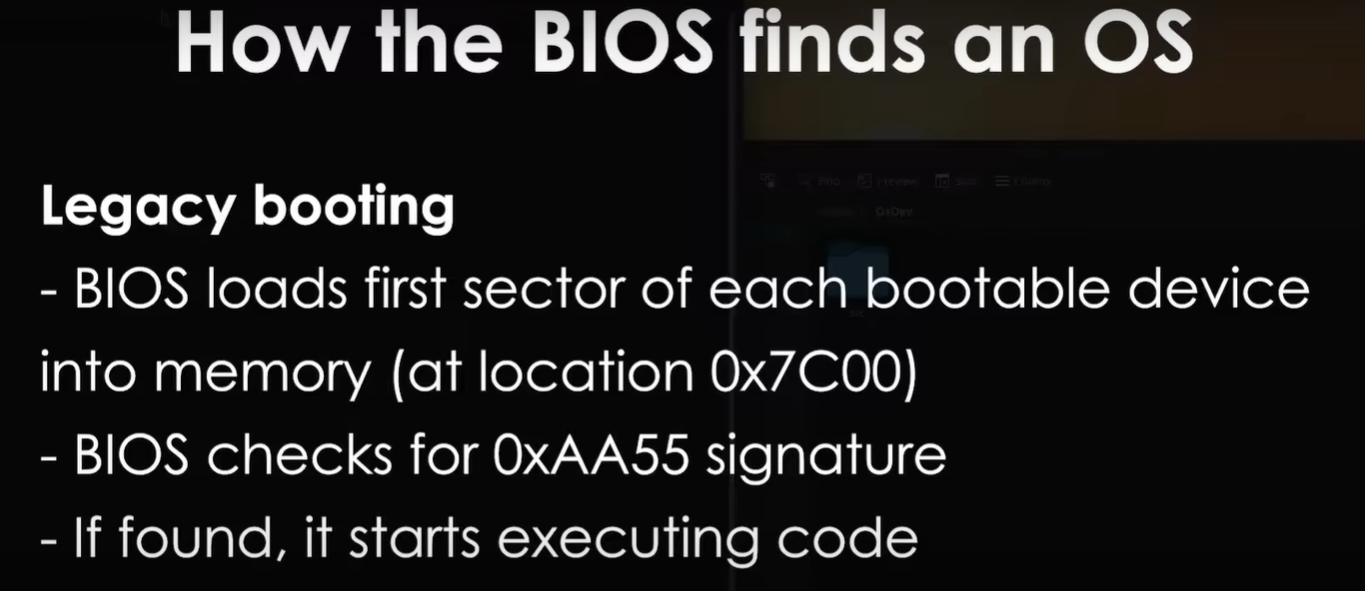 How the BIOS finds an OS
Legacy booting
- BIOS loads first sector of each bootable device
into memory (at location 0x7C00)
- BIOS checks for 0xAA55 signature
- If found, it starts executing code